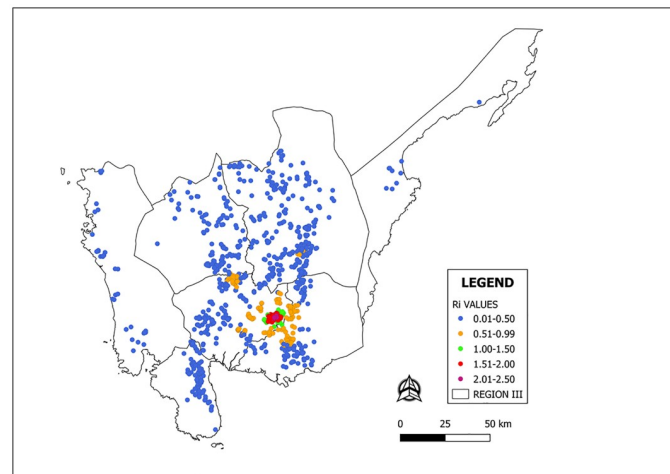 LEGEND
Ri VALUES
0.01-0.50
0.51-0.99
1.00-1.50
1.51-2.00
2.01-2.50
REGION III
0 25 50 km